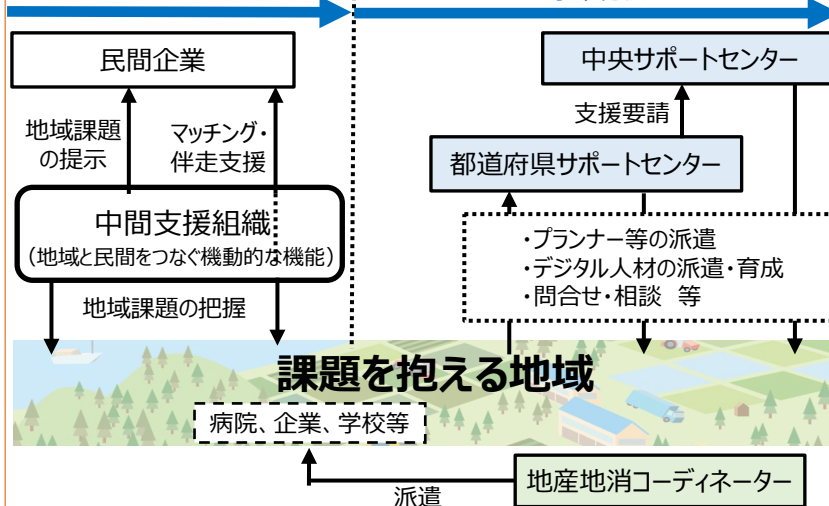 民間企業
地域課題
の提示
マッチング・
伴走支援
中間支援組織
(地域と民間をつなぐ機動的な機能)
地域課題の把握
中央サポートセンター
支援要請
都道府県サポートセンター
・プランナー等の派遣
・デジタル人材の派遣・育成
・問合せ・相談 等
課題を抱える地域
病院、企業、学校等
派遣
地産地消コーディネーター